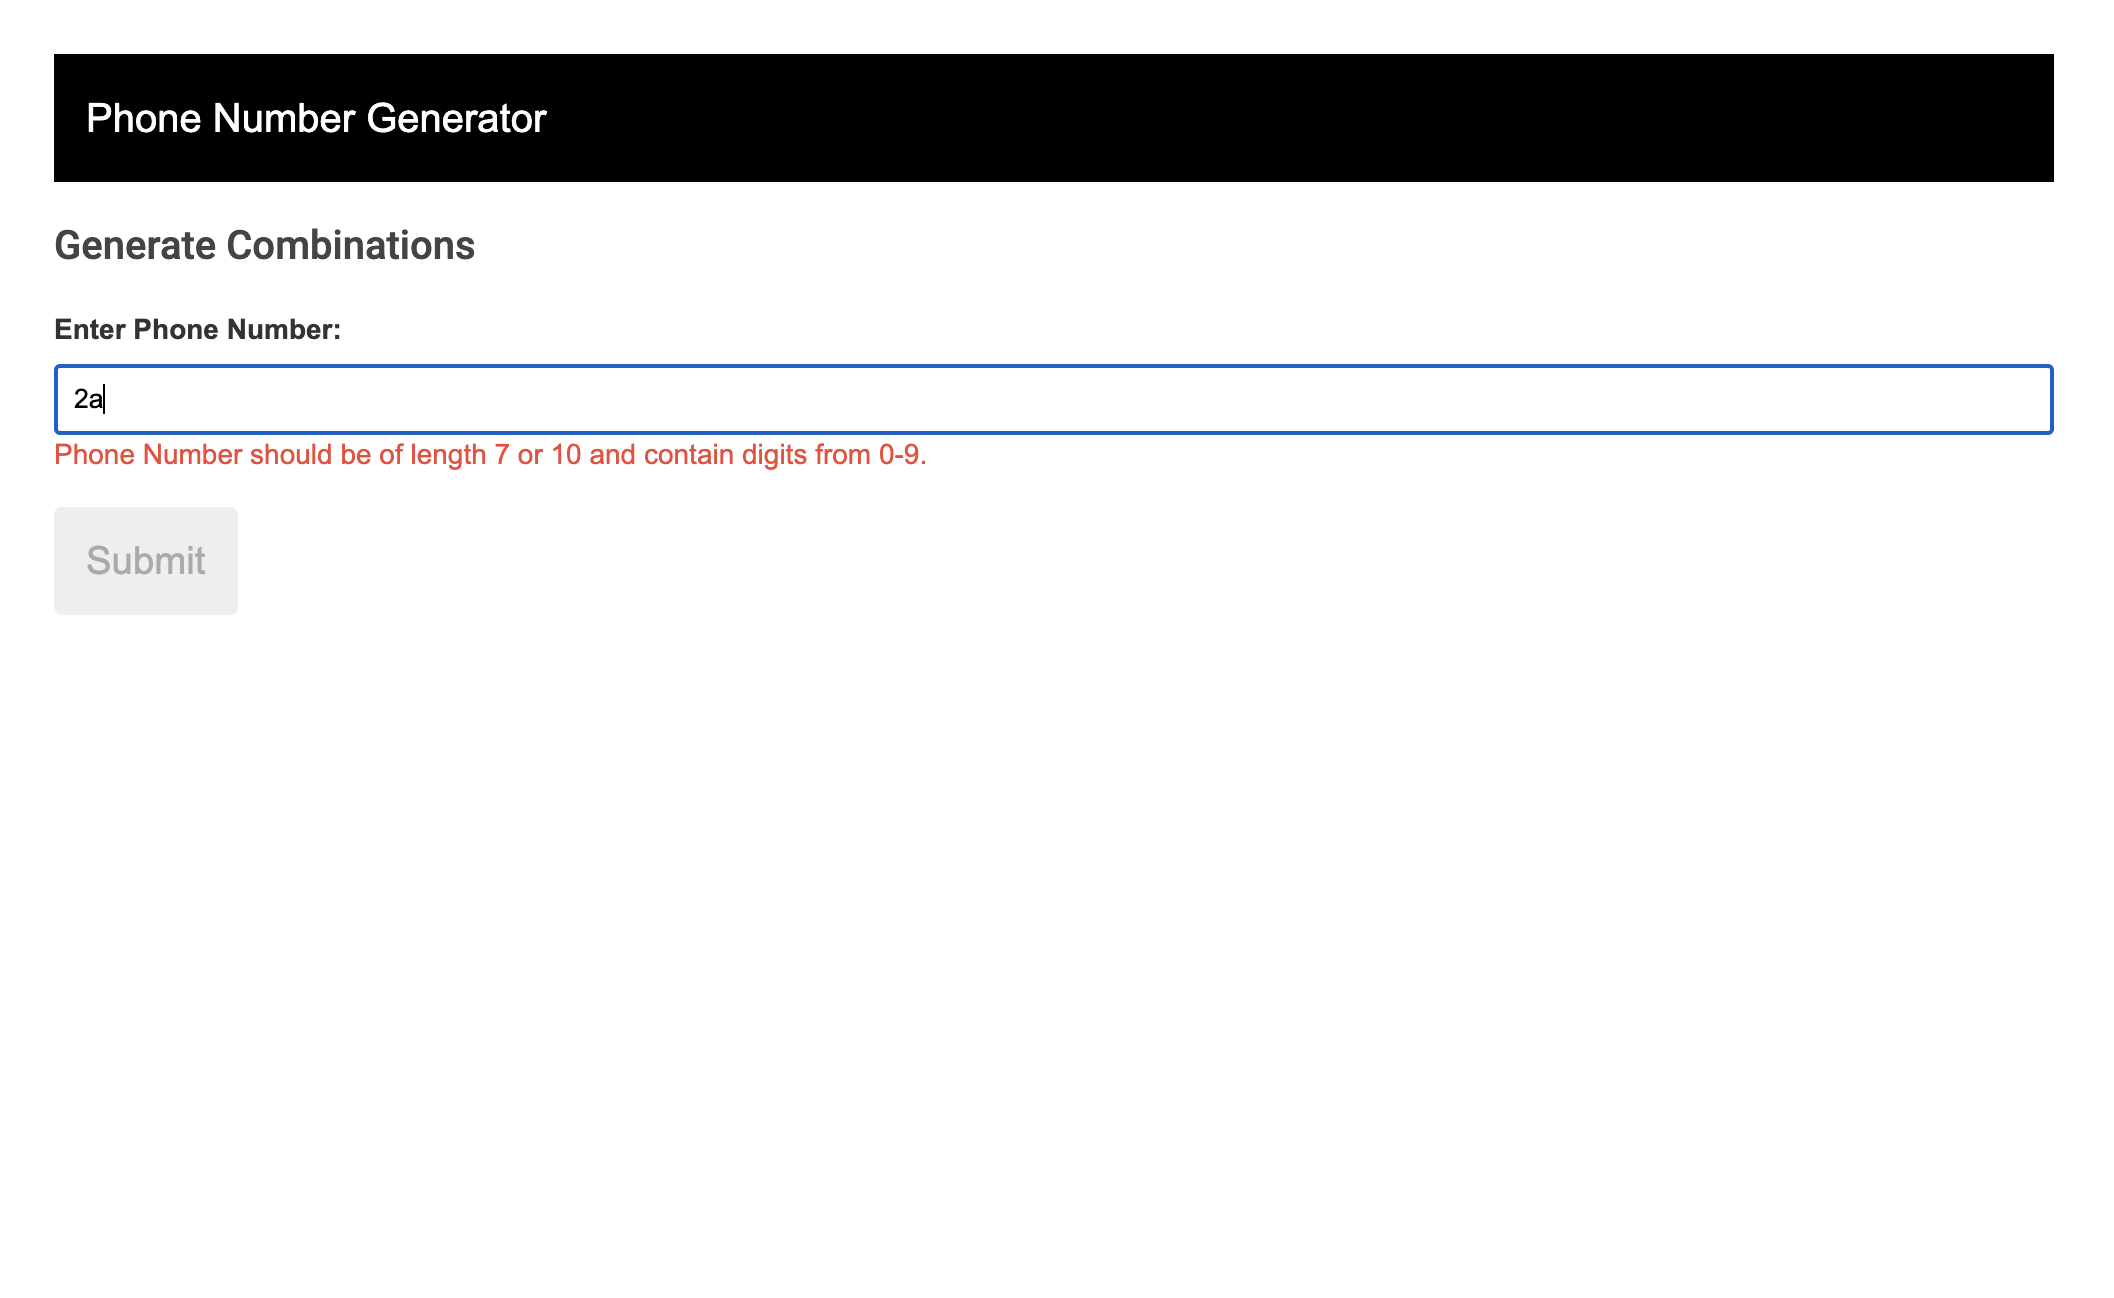 Phone Number Generator
Generate Combinations
Enter Phone Number:
2a
Phone Number should be of length 7 or 10 and contain digits from 0-9.
Submit